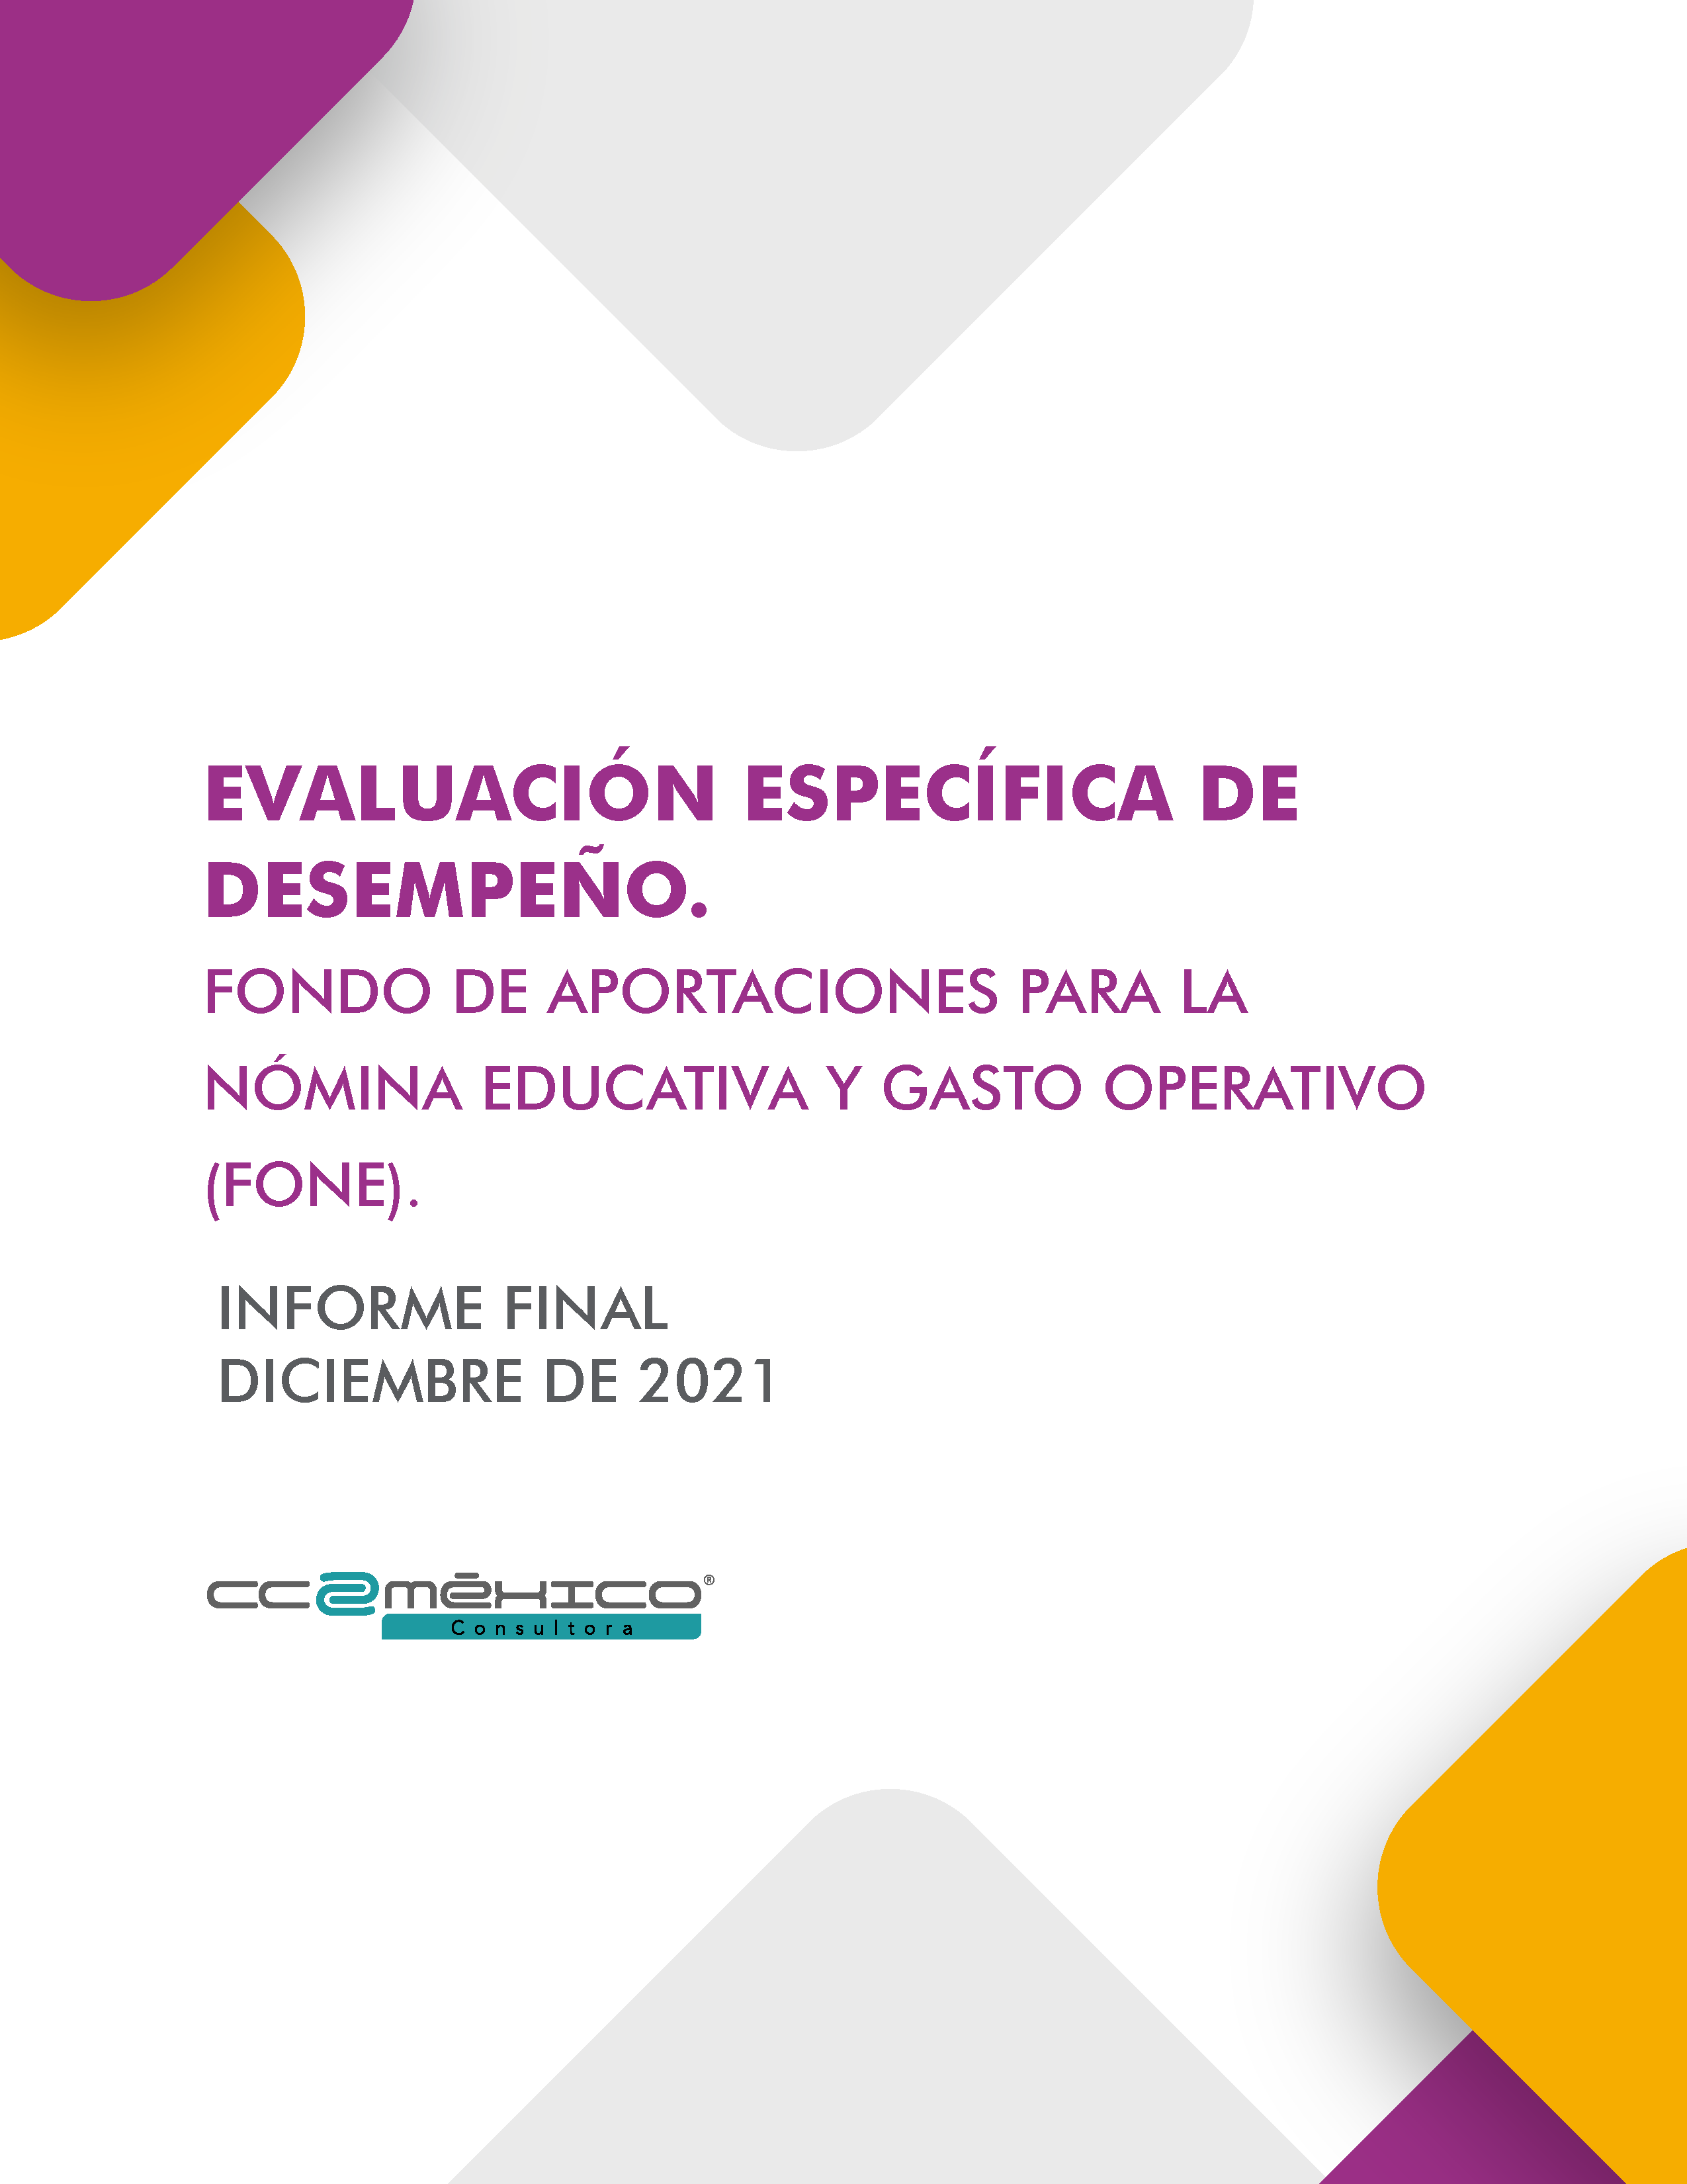 EVALUACIÓN ESPECÍFICA DE
DESEMPEÑO.
FONDO DE APORTACIONES PARA LA
NÓMINA EDUCATIVA Y GASTO OPERATIVO
(FONE).
INFORME FINAL
DICIEMBRE DE 2021
CC2méxico®
Consultora